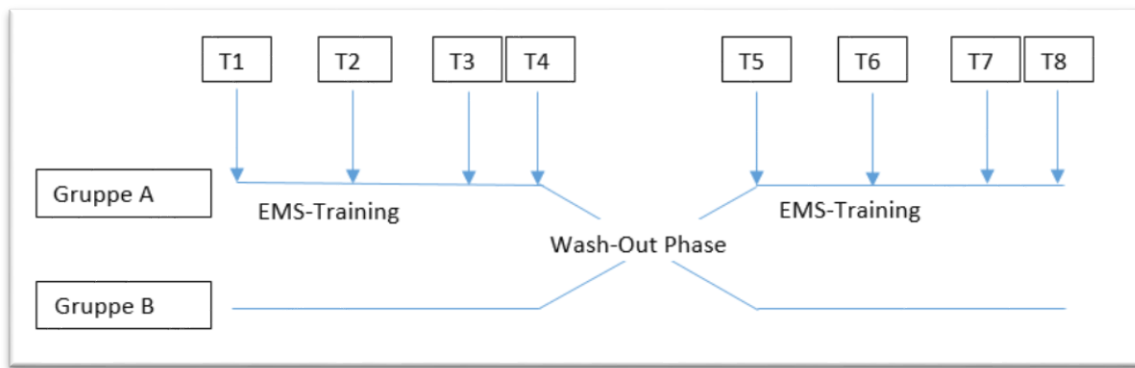 T1 T2 T3 T4 T5 T6 T7 T8
Gruppe A
EMS-Training EMS-Training
Wash-Out Phase
Gruppe B